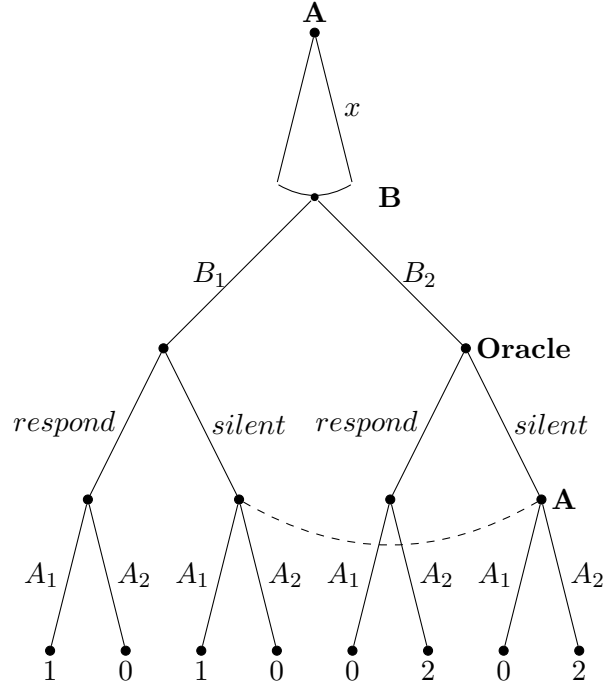 A
x
B
B₁ B₂
Oracle
respond silent respond silent
A
A₁ A₂ A₁ A₂ A₁ A₂ A₁ A₂
1 0 1 0 0 2 0 2